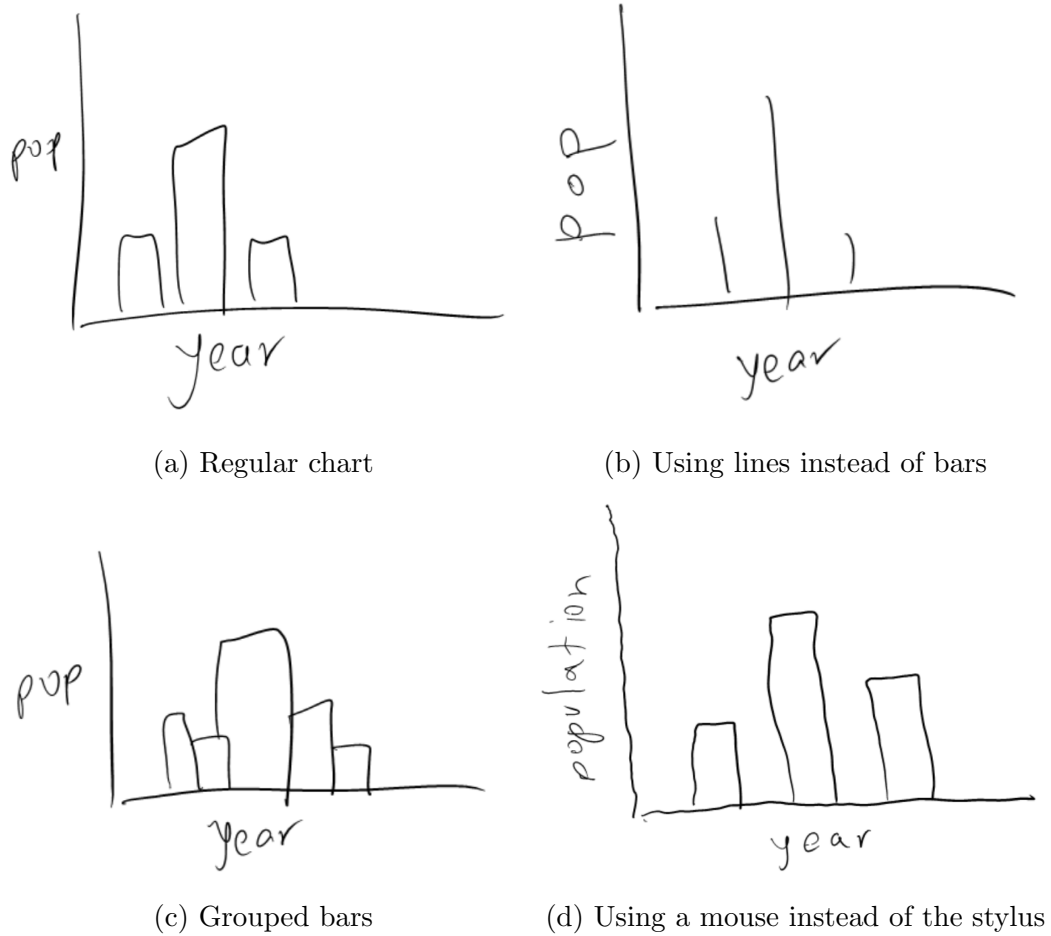 pop
year
(a) Regular chart
pop
year
(b) Using lines instead of bars
pop
year
(c) Grouped bars
population
year
(d) Using a mouse instead of the stylus